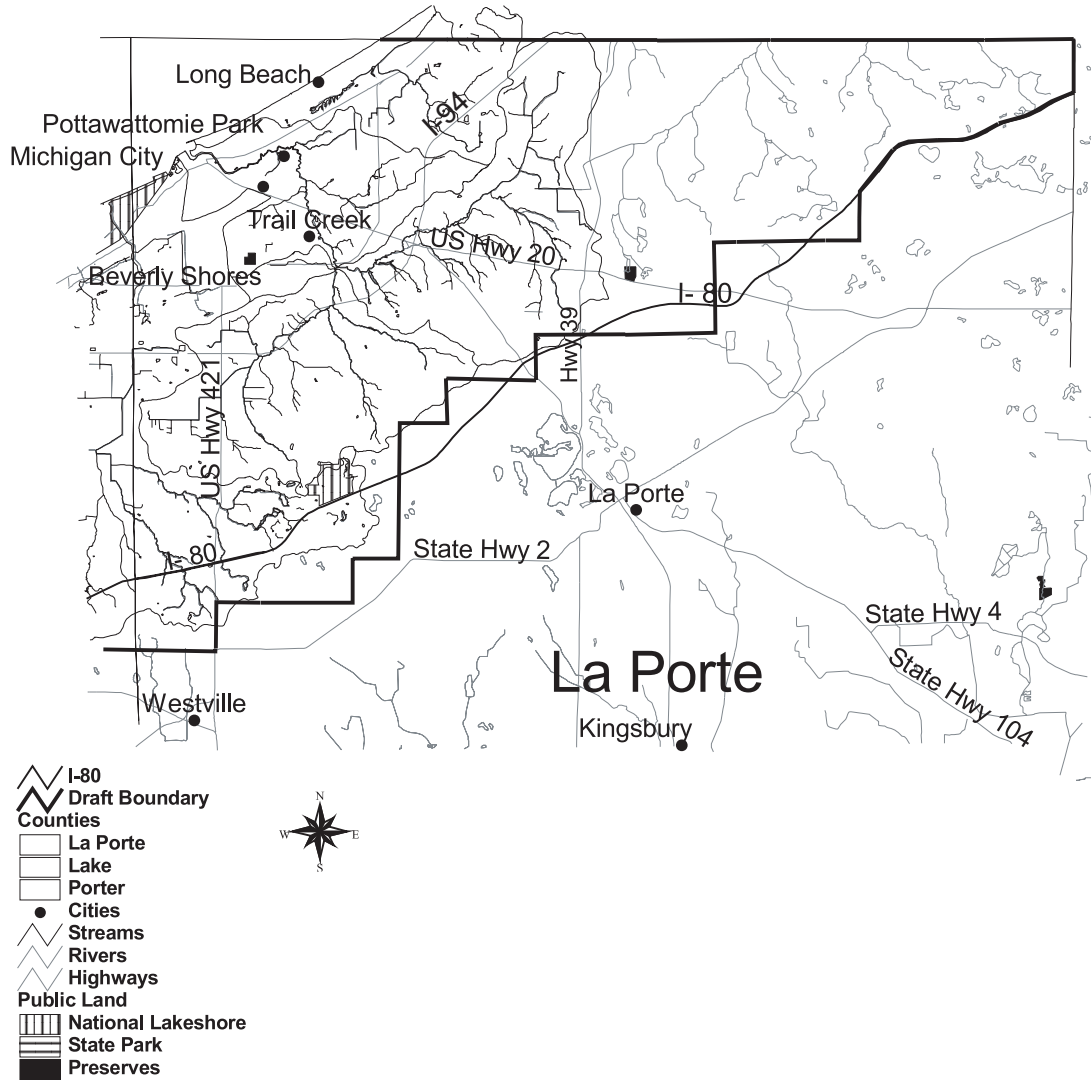 Long Beach
I-94
Pottawattomie Park
Michigan City
Trail Creek
US Hwy 20
Beverly Shores
I- 80
Hwy 39
US Hwy 421
La Porte
I- 80
State Hwy 2
State Hwy 4
La Porte
State Hwy 104
Westville
Kingsbury
I-80
Draft Boundary
Counties
La Porte
Lake
Porter
Cities
Streams
Rivers
Highways
Public Land
National Lakeshore
State Park
Preserves
N
W
E
S